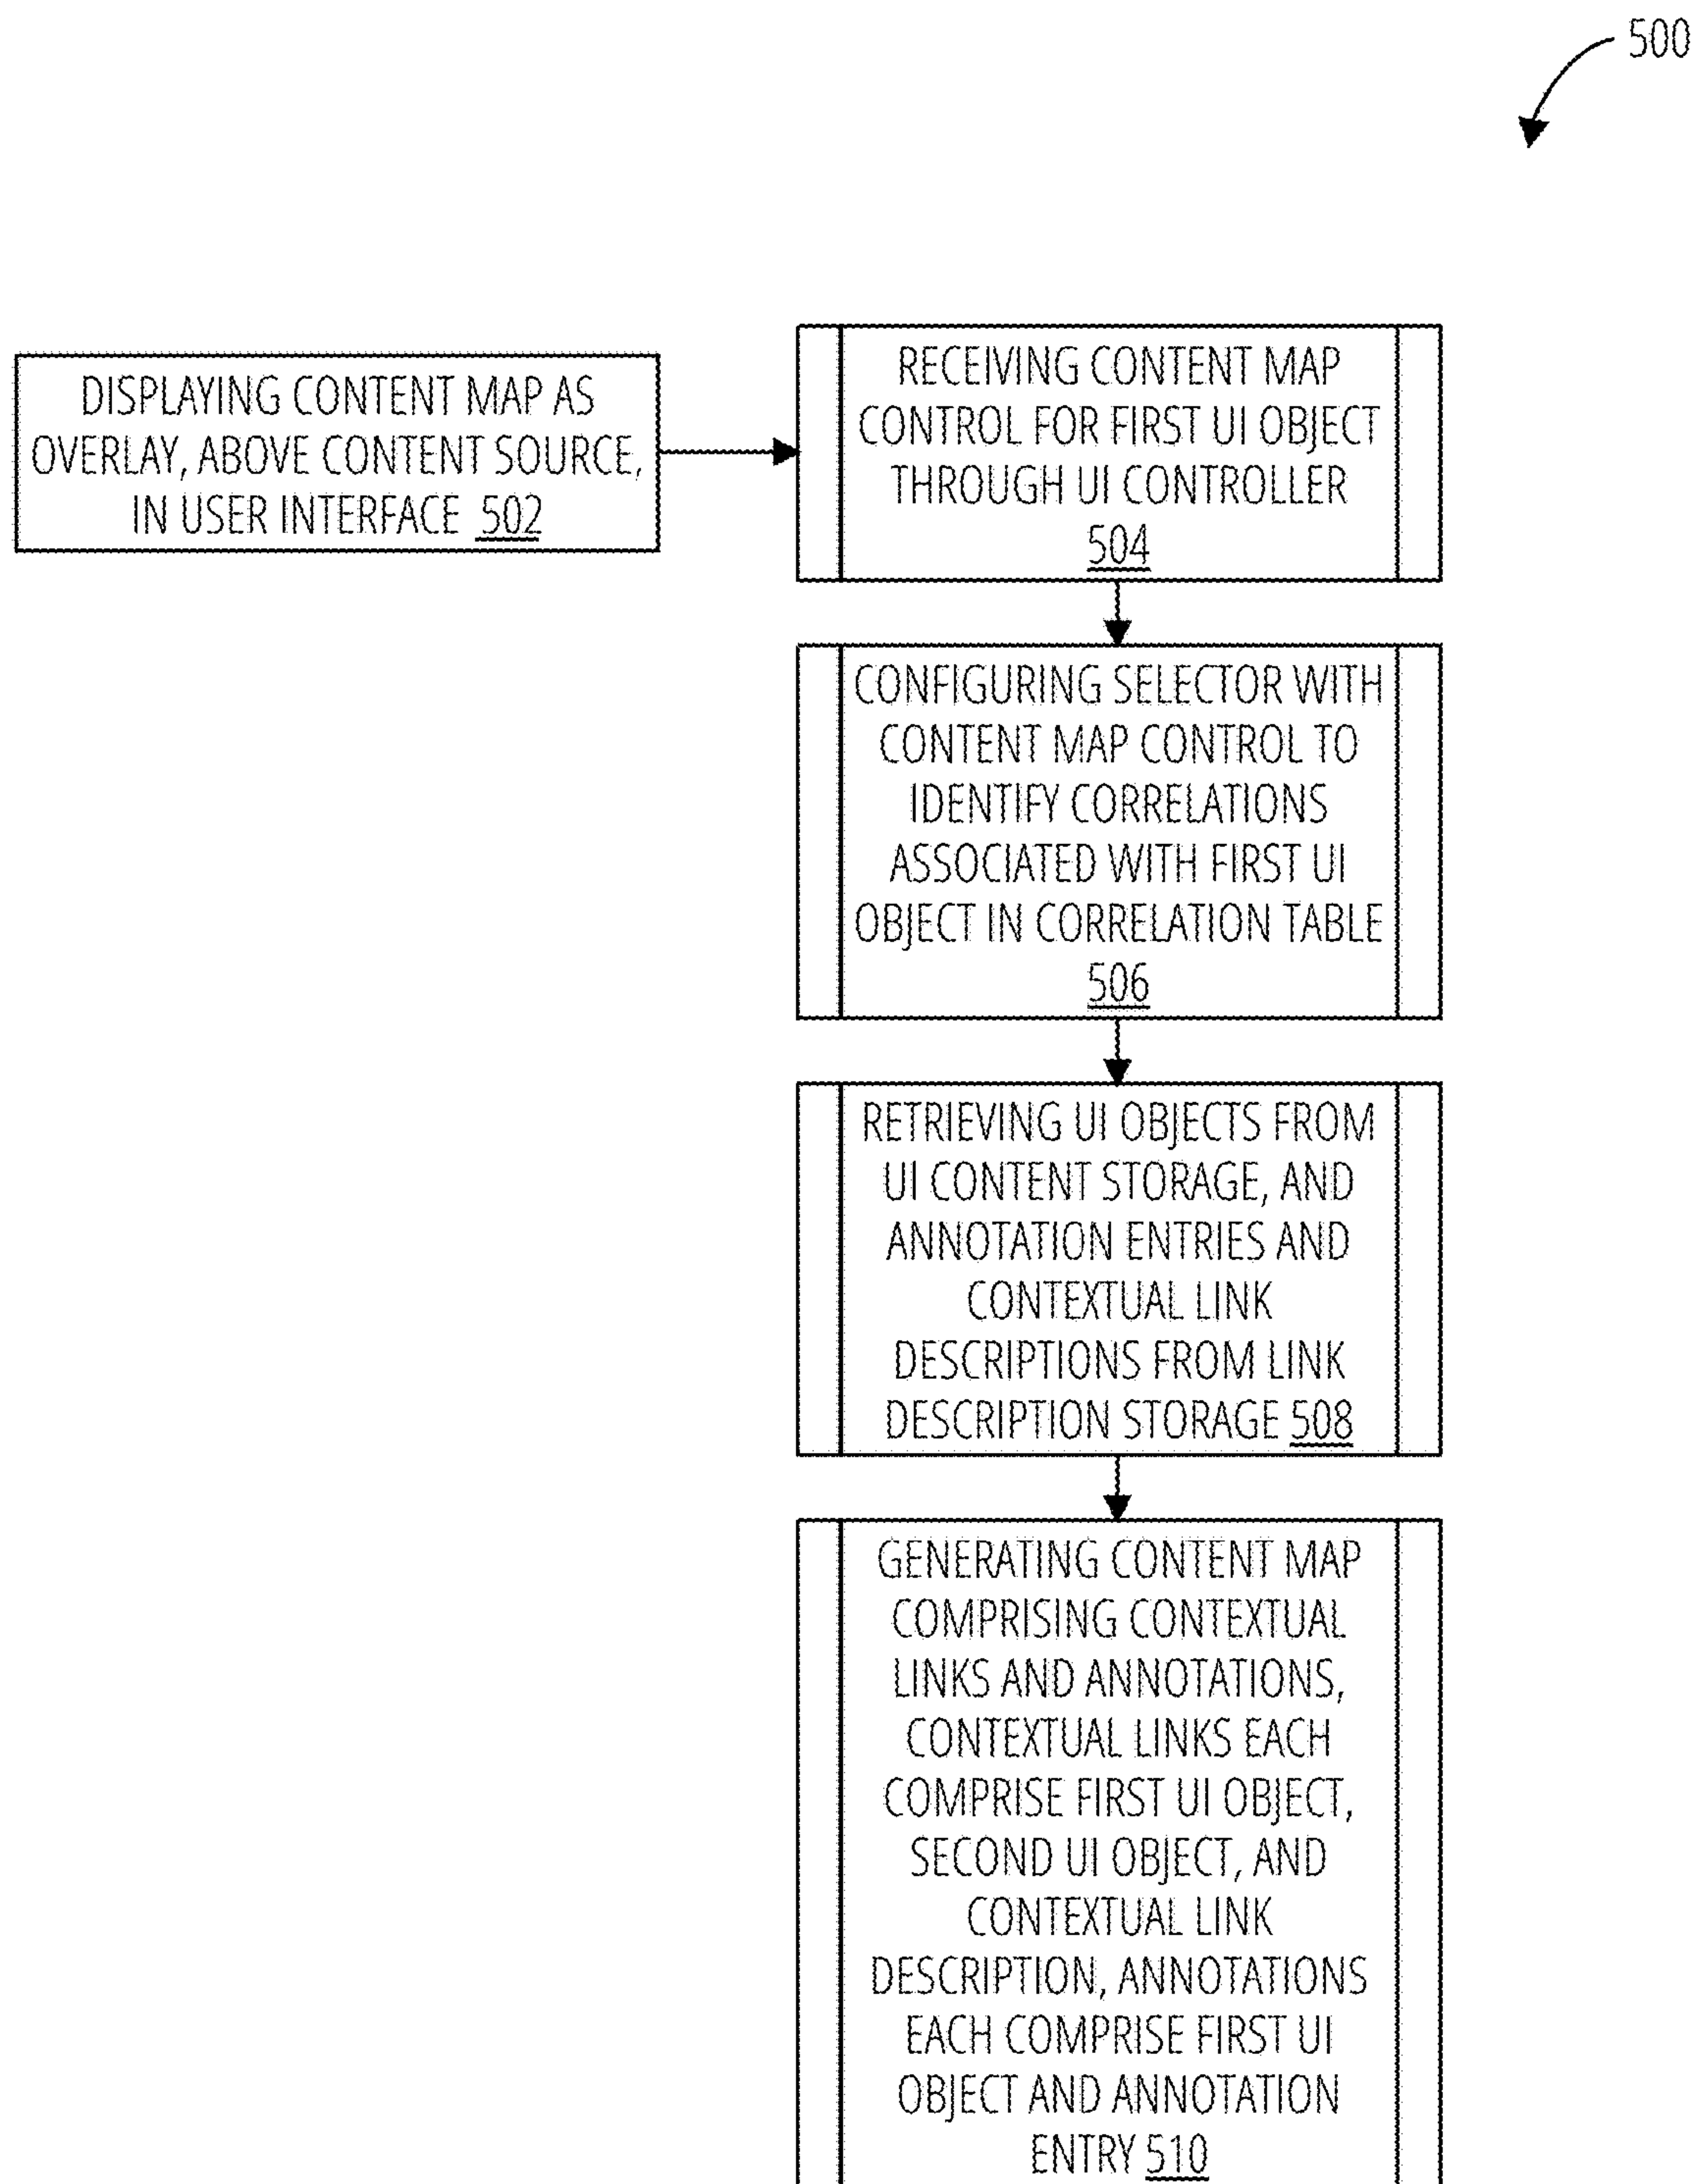 500
DISPLAYING CONTENT MAP AS
OVERLAY, ABOVE CONTENT SOURCE,
IN USER INTERFACE 502
RECEIVING CONTENT MAP
CONTROL FOR FIRST UI OBJECT
THROUGH UI CONTROLLER
504
CONFIGURING SELECTOR WITH
CONTENT MAP CONTROL TO
IDENTIFY CORRELATIONS
ASSOCIATED WITH FIRST UI
OBJECT IN CORRELATION TABLE
506
RETRIEVING UI OBJECTS FROM
UI CONTENT STORAGE, AND
ANNOTATION ENTRIES AND
CONTEXTUAL LINK
DESCRIPTIONS FROM LINK
DESCRIPTION STORAGE 508
GENERATING CONTENT MAP
COMPRISING CONTEXTUAL
LINKS AND ANNOTATIONS,
CONTEXTUAL LINKS EACH
COMPRISE FIRST UI OBJECT,
SECOND UI OBJECT, AND
CONTEXTUAL LINK
DESCRIPTION, ANNOTATIONS
EACH COMPRISE FIRST UI
OBJECT AND ANNOTATION
ENTRY 510